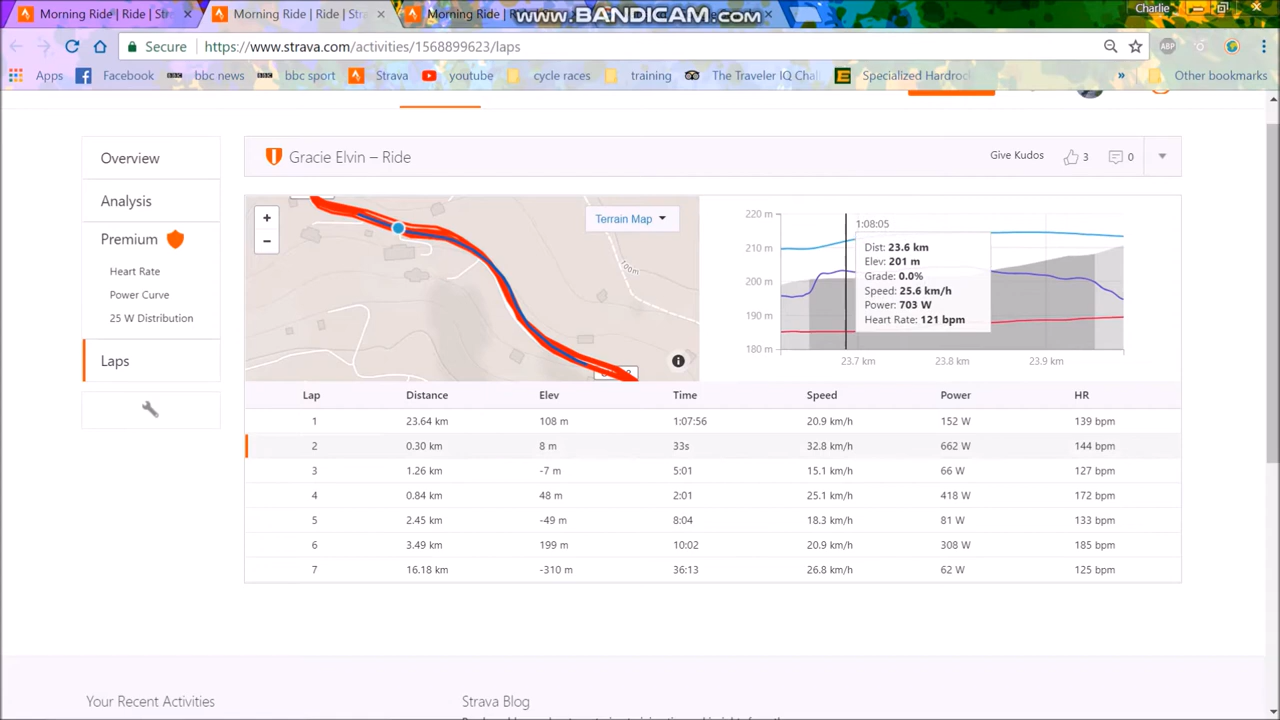 Morning Ride | Ride | Stra
Morning Ride | Ride | Stra
Morning Ride | R
www.BANDICAM.com
Charlie
Secure
https://www.strava.com/activities/1568899623/laps
ABP
Apps
Facebook
bbc news
bbc sport
Strava
youtube
cycle races
training
The Traveler IQ Chal
Specialized Hardrock
»
Other bookmarks
Overview
Analysis
Premium
Heart Rate
Power Curve
25 W Distribution
Laps
Gracie Elvin – Ride
Give Kudos
3
0
+
−
Terrain Map
220 m
210 m
200 m
190 m
180 m
1:08:05
Dist: 23.6 km
Elev: 201 m
Grade: 0.0%
Speed: 25.6 km/h
Power: 703 W
Heart Rate: 121 bpm
23.7 km 23.8 km 23.9 km
Lap Distance Elev Time Speed Power HR
1 23.64 km 108 m 1:07:56 20.9 km/h 152 W 139 bpm
2 0.30 km 8 m 33s 32.8 km/h 662 W 144 bpm
3 1.26 km -7 m 5:01 15.1 km/h 66 W 127 bpm
4 0.84 km 48 m 2:01 25.1 km/h 418 W 172 bpm
5 2.45 km -49 m 8:04 18.3 km/h 81 W 133 bpm
6 3.49 km 199 m 10:02 20.9 km/h 308 W 185 bpm
7 16.18 km -310 m 36:13 26.8 km/h 62 W 125 bpm
Your Recent Activities
Strava Blog